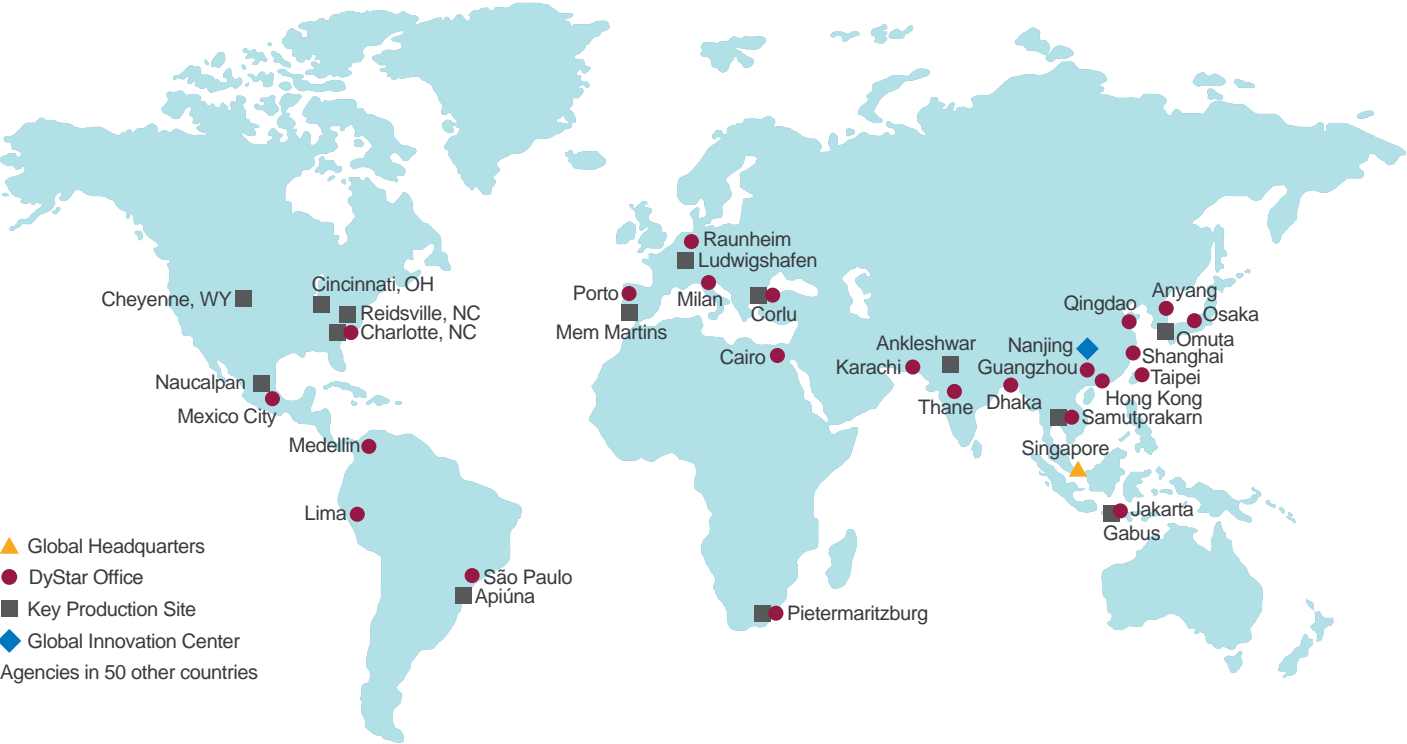 Raunheim
Ludwigshafen
Cincinnati, OH
Cheyenne, WY
Porto
Milan
Reidsville, NC
Corlu
Charlotte, NC
Mem Martins
Anyang
Qingdao
Osaka
Omuta
Ankleshwar
Nanjing
Shanghai
Cairo
Karachi
Guangzhou
Taipei
Naucalpan
Mexico City
Thane
Dhaka
Hong Kong
Samutprakarn
Medellin
Singapore
Lima
Jakarta
Gabus
Global Headquarters
DyStar Office
São Paulo
Apiúna
Key Production Site
Pietermaritzburg
Global Innovation Center
Agencies in 50 other countries